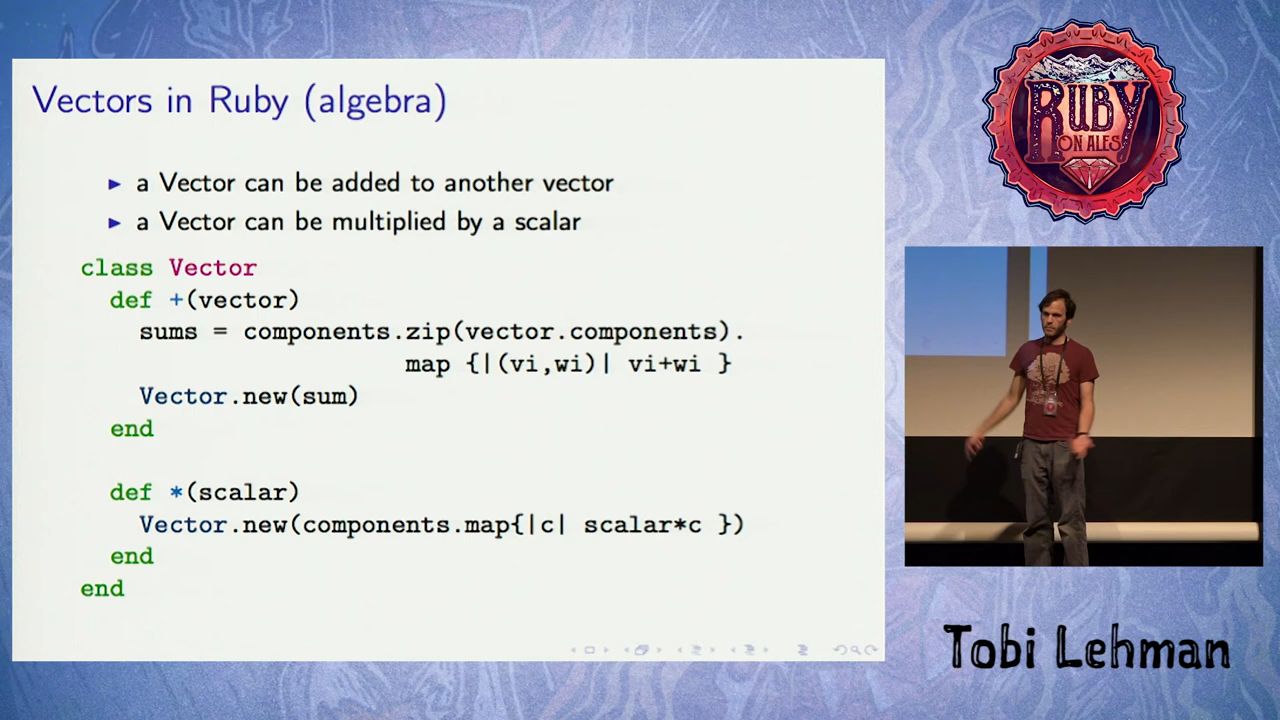 Vectors in Ruby (algebra)
a Vector can be added to another vector
a Vector can be multiplied by a scalar
class Vector
def +(vector)
sums = components.zip(vector.components).
map {|(vi,wi)| vi+wi }
Vector.new(sum)
end
def *(scalar)
Vector.new(components.map{|c| scalar*c })
end
end
RUBY
ON ALES
Tobi Lehman